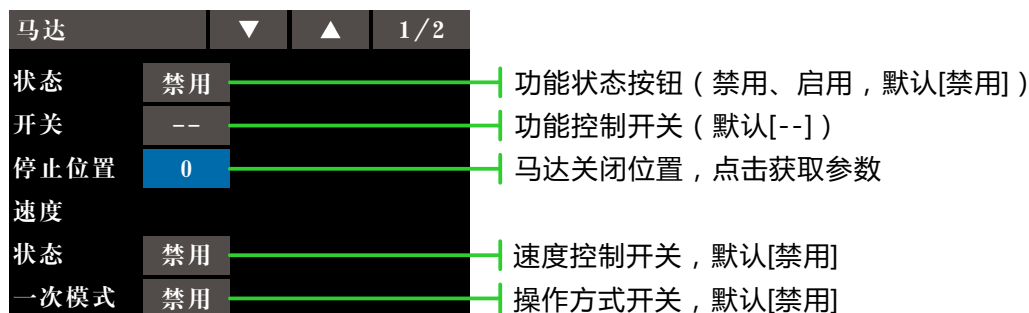 马达 ▼ ▲ 1/2
状态 禁用 功能状态按钮（禁用、启用，默认[禁用]）
开关 -- 功能控制开关（默认[--]）
停止位置 0 马达关闭位置，点击获取参数
速度
状态 禁用 速度控制开关，默认[禁用]
一次模式 禁用 操作方式开关，默认[禁用]